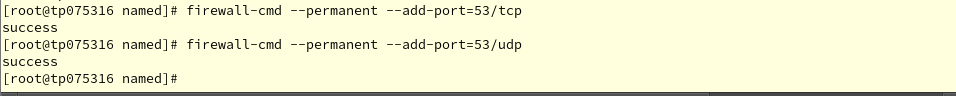 [root@tp075316 named]# firewall-cmd --permanent --add-port=53/tcp
success
[root@tp075316 named]# firewall-cmd --permanent --add-port=53/udp
success
[root@tp075316 named]#